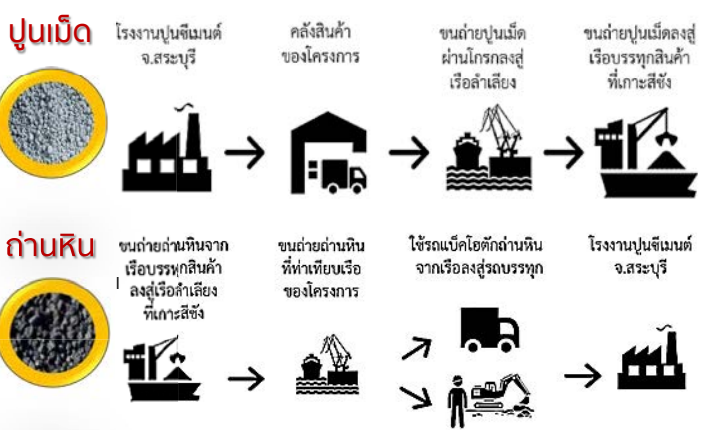 ปูนเม็ด
โรงงานปูนซีเมนต์
จ.สระบุรี
คลังสินค้า
ของโครงการ
ขนถ่ายปูนเม็ด
ผ่านโกรกลงสู่
เรือลำเลียง
ขนถ่ายปูนเม็ดลงสู่
เรือบรรทุกสินค้า
ที่เกาะสีชัง
ถ่านหิน
ขนถ่ายถ่านหินจาก
เรือบรรทุกสินค้า
ลงสู่เรือลำเลียง
ที่เกาะสีชัง
ขนถ่ายถ่านหิน
ที่ท่าเทียบเรือ
ของโครงการ
ใช้รถแบ็คโฮตักถ่านหิน
จากเรือลงสู่รถบรรทุก
โรงงานปูนซีเมนต์
จ.สระบุรี